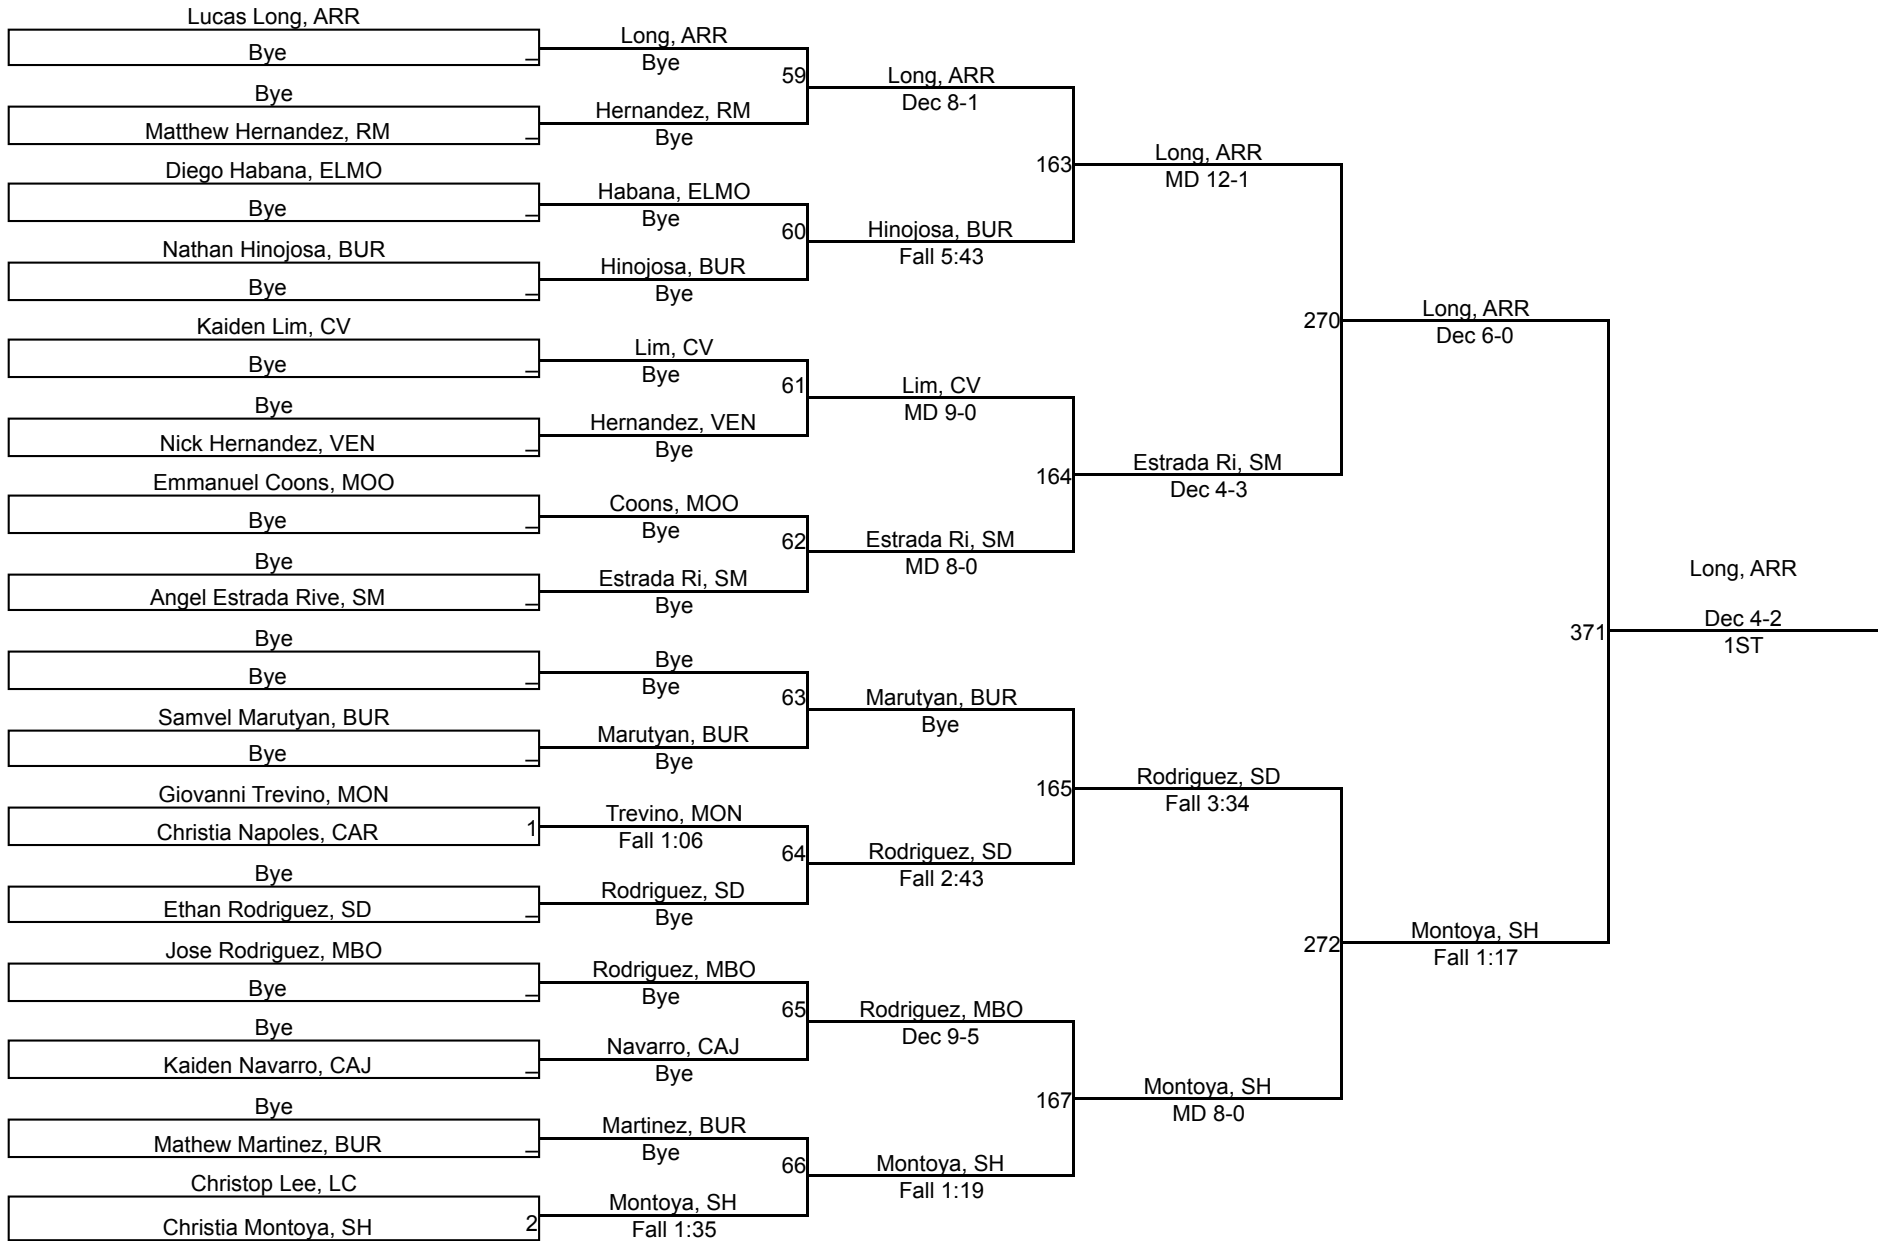 Lucas Long, ARR
Bye
_
Bye
Matthew Hernandez, RM
_
Diego Habana, ELMO
Bye
_
Nathan Hinojosa, BUR
Bye
_
Kaiden Lim, CV
Bye
_
Bye
Nick Hernandez, VEN
_
Emmanuel Coons, MOO
Bye
_
Bye
Angel Estrada Rive, SM
_
Bye
Bye
_
Samvel Marutyan, BUR
Bye
_
Giovanni Trevino, MON
Christia Napoles, CAR
1
Bye
Ethan Rodriguez, SD
_
Jose Rodriguez, MBO
Bye
_
Bye
Kaiden Navarro, CAJ
_
Bye
Mathew Martinez, BUR
_
Christop Lee, LC
Christia Montoya, SH
2
Long, ARR
Bye
59
Hernandez, RM
Bye
Habana, ELMO
Bye
60
Hinojosa, BUR
Bye
Lim, CV
Bye
61
Hernandez, VEN
Bye
Coons, MOO
Bye
62
Estrada Ri, SM
Bye
Bye
Bye
63
Marutyan, BUR
Bye
Trevino, MON
Fall 1:06
64
Rodriguez, SD
Bye
Rodriguez, MBO
Bye
65
Navarro, CAJ
Bye
Martinez, BUR
Bye
66
Montoya, SH
Fall 1:35
Long, ARR
Dec 8-1
163
Hinojosa, BUR
Fall 5:43
Lim, CV
MD 9-0
164
Estrada Ri, SM
MD 8-0
Marutyan, BUR
Bye
165
Rodriguez, SD
Fall 2:43
Rodriguez, MBO
Dec 9-5
167
Montoya, SH
Fall 1:19
Long, ARR
MD 12-1
270
Estrada Ri, SM
Dec 4-3
Rodriguez, SD
Fall 3:34
272
Montoya, SH
MD 8-0
Long, ARR
Dec 6-0
371
Montoya, SH
Fall 1:17
Long, ARR
Dec 4-2
1ST